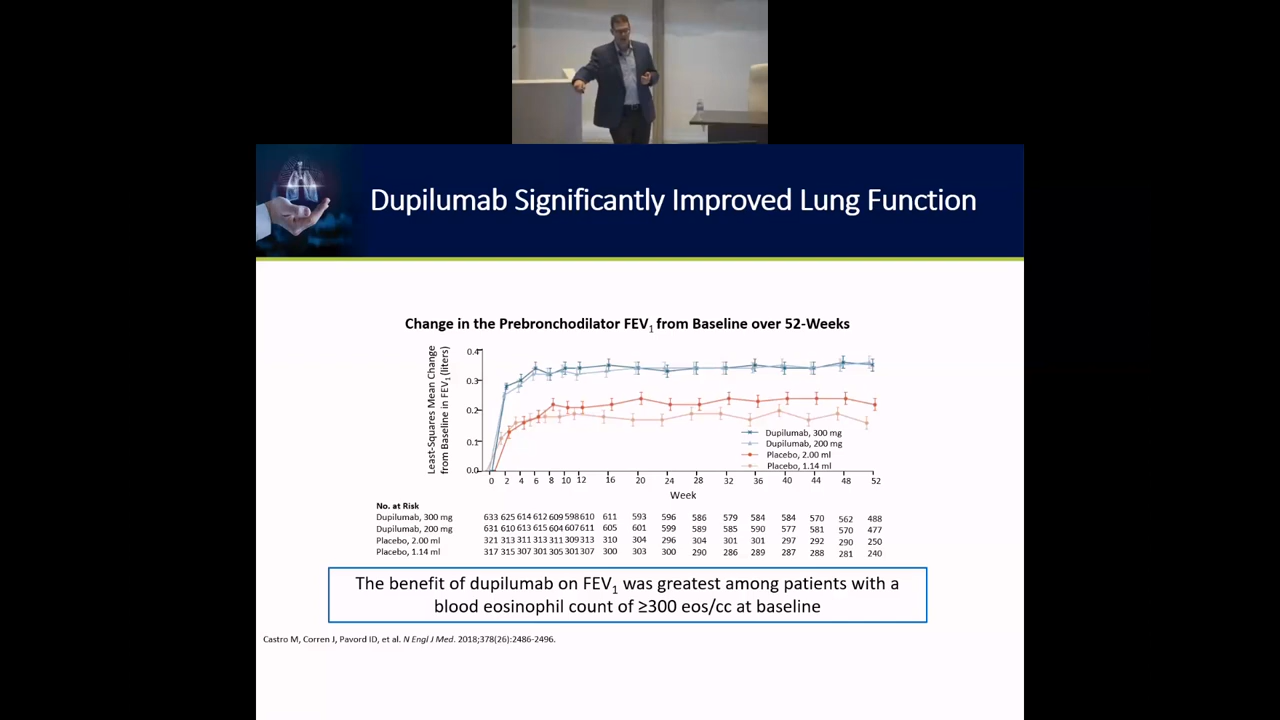 Dupilumab Significantly Improved Lung Function
Change in the Prebronchodilator FEV1 from Baseline over 52-Weeks
Least-Squares Mean Change
from Baseline in FEV1 (liters)
0.4
0.3
0.2
0.1
0.0
0 2 4 6 8 10 12 16 20 24 28 32 36 40 44 48 52
Week
Dupilumab, 300 mg
Dupilumab, 200 mg
Placebo, 2.00 ml
Placebo, 1.14 ml
No. at Risk
Dupilumab, 300 mg 633 625 614 612 609 598 610 611 593 596 586 579 584 584 570 562 488
Dupilumab, 200 mg 631 610 613 615 604 607 611 605 601 599 589 585 590 577 581 570 477
Placebo, 2.00 ml 321 313 311 313 311 309 313 310 304 296 304 301 301 297 292 290 250
Placebo, 1.14 ml 317 315 307 301 305 301 307 300 303 300 290 286 289 287 288 281 240
The benefit of dupilumab on FEV1 was greatest among patients with a
blood eosinophil count of ≥300 eos/cc at baseline
Castro M, Corren J, Pavord ID, et al. N Engl J Med. 2018;378(26):2486-2496.